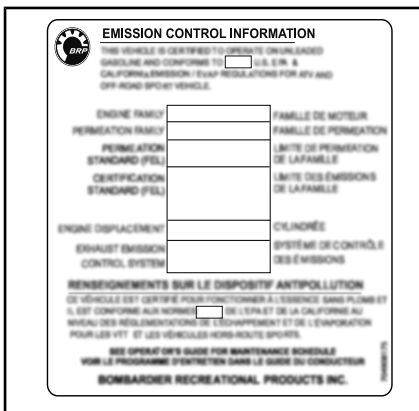 BRP
EMISSION CONTROL INFORMATION
THIS VEHICLE IS CERTIFIED TO OPERATE ON UNLEADED
GASOLINE AND CONFORMS TO U.S. EPA &
CALIFORNIA EMISSION / EVAP REGULATIONS FOR ATV AND
OFF-ROAD SPORT VEHICLE.
ENGINE FAMILY FAMILLE DE MOTEUR
PERMEATION FAMILY FAMILLE DE PERMEATION
PERMEATION LIMITE DE PERMEATION
STANDARD (FEL) DE LA FAMILLE
CERTIFICATION LIMITE DES ÉMISSIONS
STANDARD (FEL) DE LA FAMILLE
ENGINE DISPLACEMENT CYLINDRÉE
EXHAUST EMISSION SYSTÈME DE CONTRÔLE
CONTROL SYSTEM DES ÉMISSIONS
RENSEIGNEMENTS SUR LE DISPOSITIF ANTIPOLLUTION
CE VÉHICULE EST CERTIFIÉ POUR FONCTIONNER À L'ESSENCE SANS PLOMB ET
IL EST CONFORME AUX NORMES DE L'EPA ET DE LA CALIFORNIE AU
NIVEAU DES RÉGLEMENTATIONS DE L'ÉCHAPPEMENT ET DE L'ÉVAPORATION
POUR LES VTT ET LES VÉHICULES HORS-ROUTE SPORTS.
SEE OPERATOR'S GUIDE FOR MAINTENANCE SCHEDULE
VOIR LE PROGRAMME D'ENTRETIEN DANS LE GUIDE DU CONDUCTEUR
BOMBARDIER RECREATIONAL PRODUCTS INC.